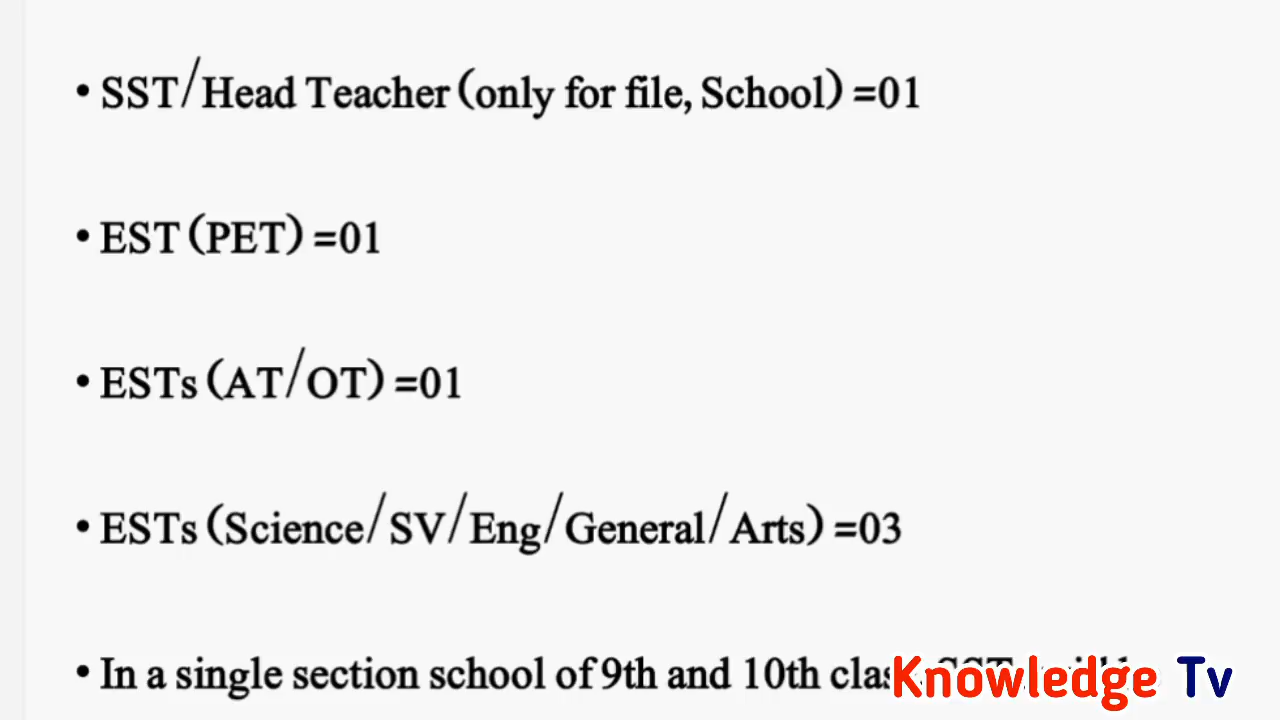 • SST/Head Teacher (only for file, School) =01
• EST (PET) =01
• ESTs (AT/OT) =01
• ESTs (Science/SV/Eng/General/Arts) =03
• In a single section school of 9th and 10th
Knowledge Tv